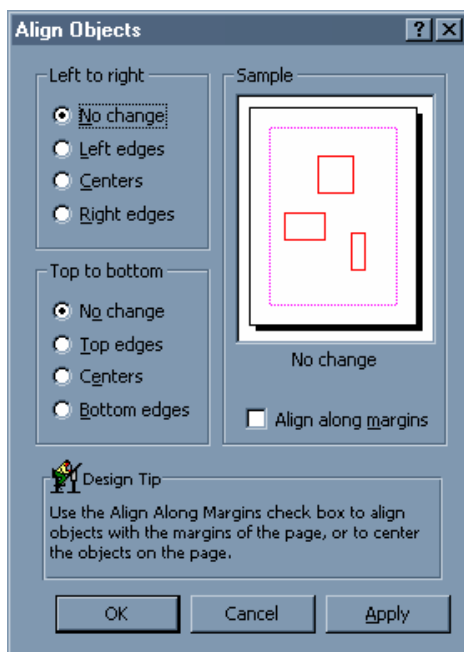 Align Objects
Left to right
No change
Left edges
Centers
Right edges
Top to bottom
No change
Top edges
Centers
Bottom edges
Sample
No change
Align along margins
Design Tip
Use the Align Along Margins check box to align
objects with the margins of the page, or to center
the objects on the page.
OK
Cancel
Apply